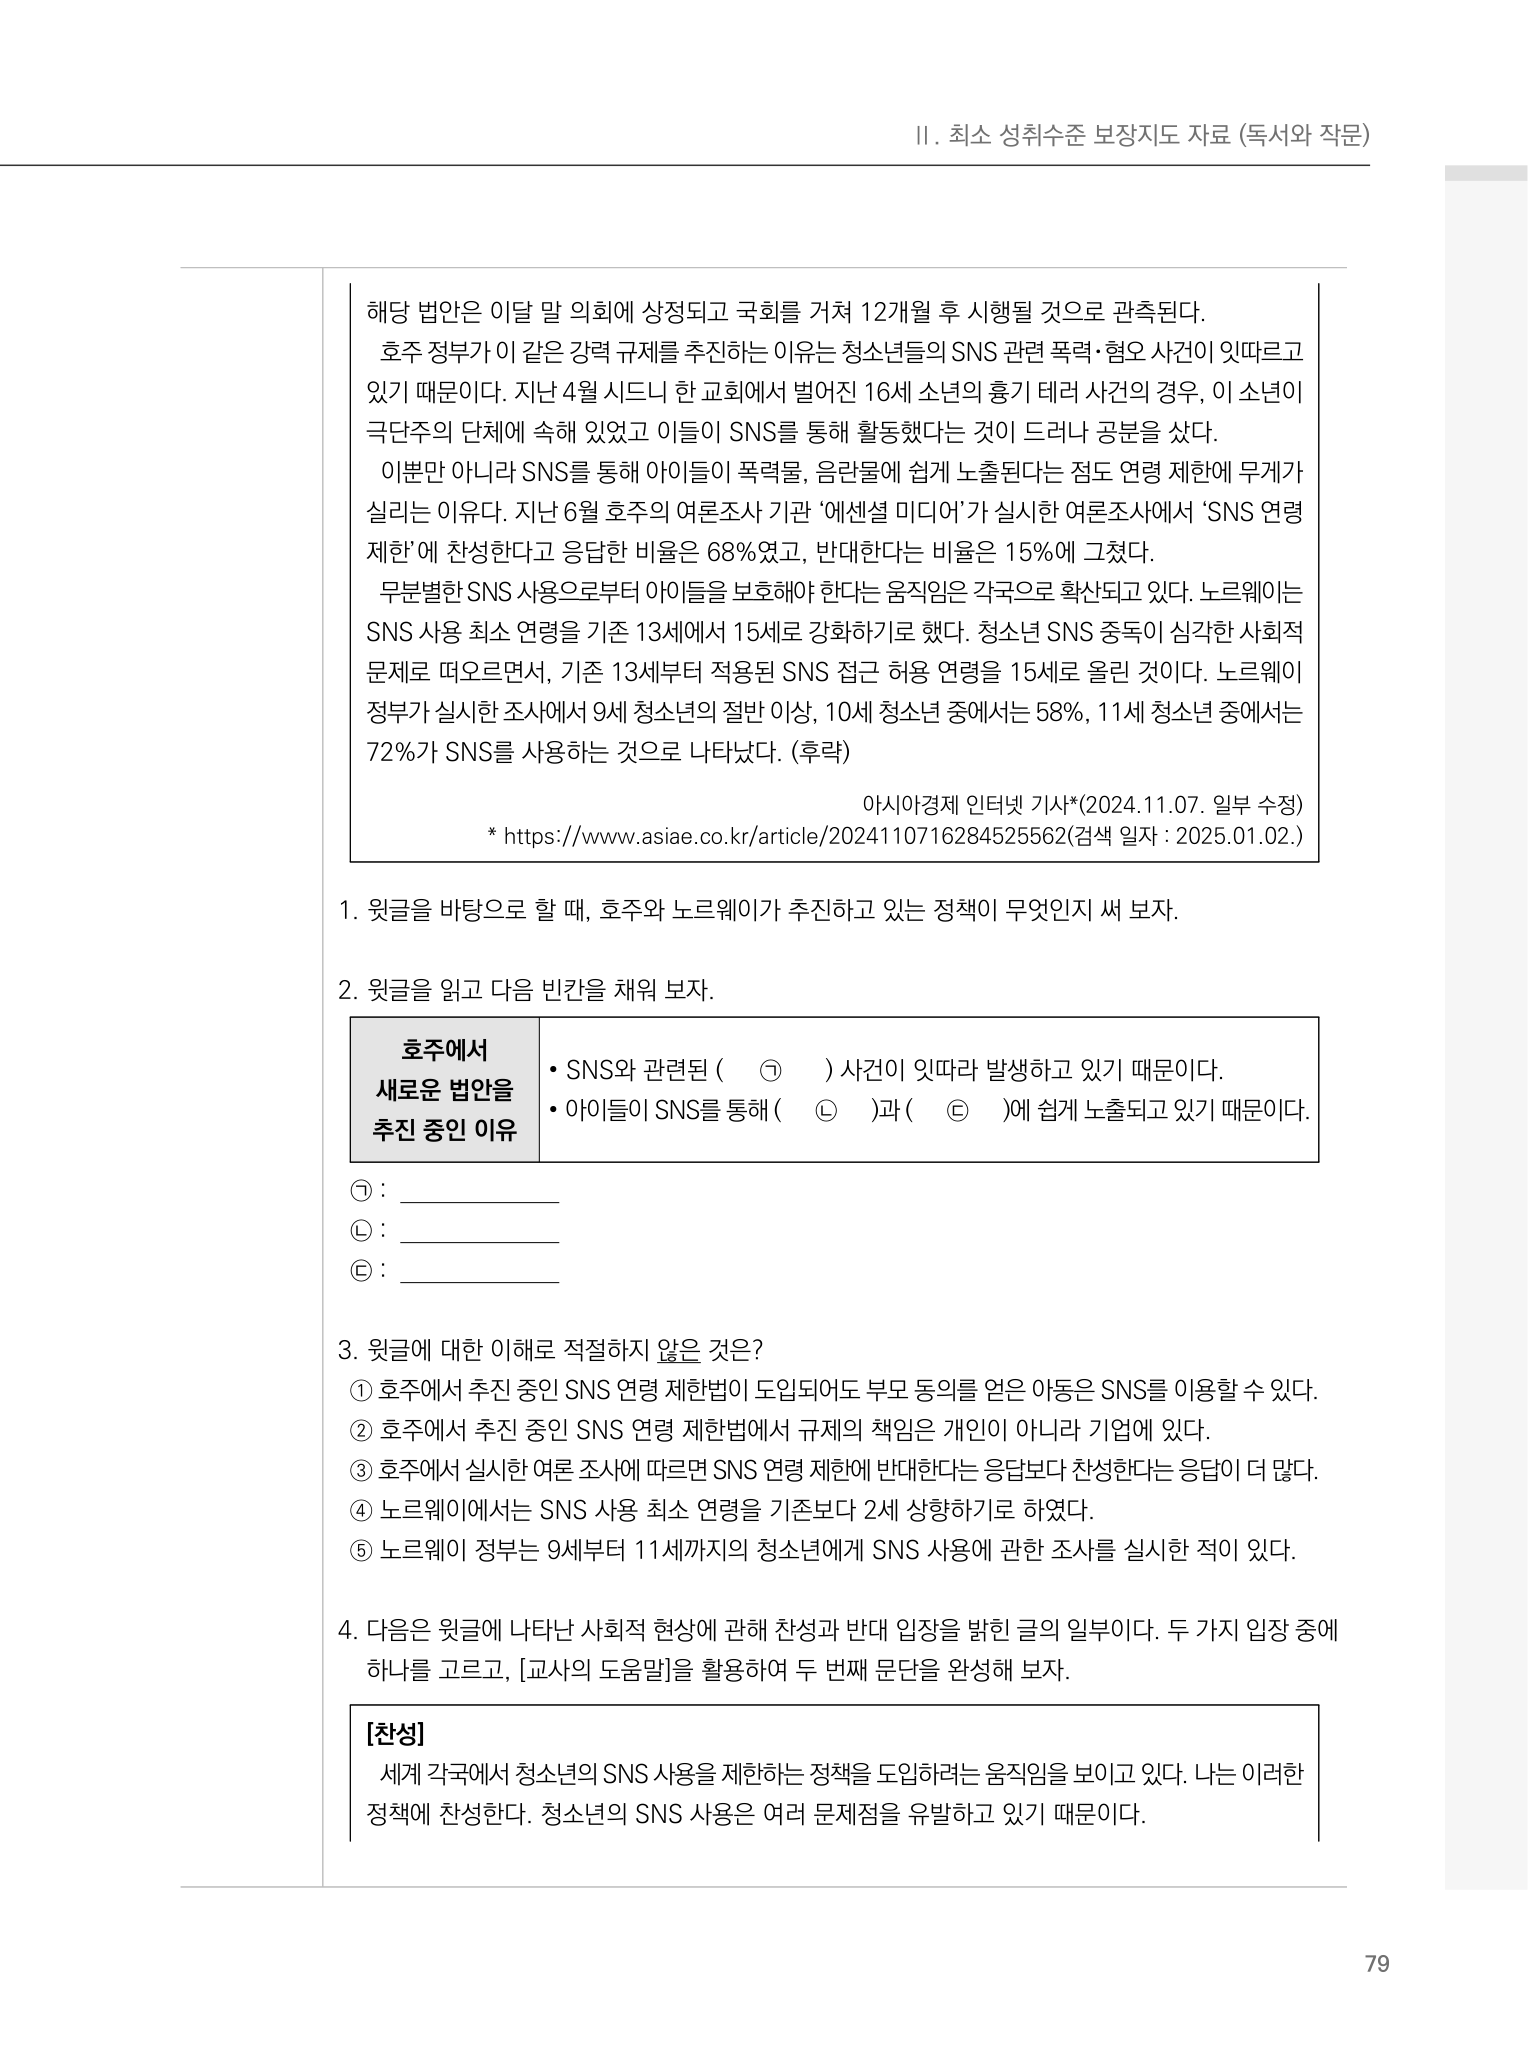 Ⅱ. 최소 성취수준 보장지도 자료 (독서와 작문)
해당 법안은 이달 말 의회에 상정되고 국회를 거쳐 12개월 후 시행될 것으로 관측된다.
호주 정부가 이 같은 강력 규제를 추진하는 이유는 청소년들의 SNS 관련 폭력·혐오 사건이 잇따르고
있기 때문이다. 지난 4월 시드니 한 교회에서 벌어진 16세 소년의 흉기 테러 사건의 경우, 이 소년이
극단주의 단체에 속해 있었고 이들이 SNS를 통해 활동했다는 것이 드러나 공분을 샀다.
이뿐만 아니라 SNS를 통해 아이들이 폭력물, 음란물에 쉽게 노출된다는 점도 연령 제한에 무게가
실리는 이유다. 지난 6월 호주의 여론조사 기관 ‘에센셜 미디어’가 실시한 여론조사에서 ‘SNS 연령
제한’에 찬성한다고 응답한 비율은 68%였고, 반대한다는 비율은 15%에 그쳤다.
무분별한 SNS 사용으로부터 아이들을 보호해야 한다는 움직임은 각국으로 확산되고 있다. 노르웨이는
SNS 사용 최소 연령을 기존 13세에서 15세로 강화하기로 했다. 청소년 SNS 중독이 심각한 사회적
문제로 떠오르면서, 기존 13세부터 적용된 SNS 접근 허용 연령을 15세로 올린 것이다. 노르웨이
정부가 실시한 조사에서 9세 청소년의 절반 이상, 10세 청소년 중에서는 58%, 11세 청소년 중에서는
72%가 SNS를 사용하는 것으로 나타났다. (후략)
아시아경제 인터넷 기사*(2024.11.07. 일부 수정)
* https://www.asiae.co.kr/article/2024110716284525562(검색 일자 : 2025.01.02.)
1. 윗글을 바탕으로 할 때, 호주와 노르웨이가 추진하고 있는 정책이 무엇인지 써 보자.
2. 윗글을 읽고 다음 빈칸을 채워 보자.
호주에서
새로운 법안을
추진 중인 이유
• SNS와 관련된 ( ㉠ ) 사건이 잇따라 발생하고 있기 때문이다.
• 아이들이 SNS를 통해 ( ㉡ )과 ( ㉢ )에 쉽게 노출되고 있기 때문이다.
㉠ :
㉡ :
㉢ :
3. 윗글에 대한 이해로 적절하지 않은 것은?
① 호주에서 추진 중인 SNS 연령 제한법이 도입되어도 부모 동의를 얻은 아동은 SNS를 이용할 수 있다.
② 호주에서 추진 중인 SNS 연령 제한법에서 규제의 책임은 개인이 아니라 기업에 있다.
③ 호주에서 실시한 여론 조사에 따르면 SNS 연령 제한에 반대한다는 응답보다 찬성한다는 응답이 더 많다.
④ 노르웨이에서는 SNS 사용 최소 연령을 기존보다 2세 상향하기로 하였다.
⑤ 노르웨이 정부는 9세부터 11세까지의 청소년에게 SNS 사용에 관한 조사를 실시한 적이 있다.
4. 다음은 윗글에 나타난 사회적 현상에 관해 찬성과 반대 입장을 밝힌 글의 일부이다. 두 가지 입장 중에
하나를 고르고, [교사의 도움말]을 활용하여 두 번째 문단을 완성해 보자.
[찬성]
세계 각국에서 청소년의 SNS 사용을 제한하는 정책을 도입하려는 움직임을 보이고 있다. 나는 이러한
정책에 찬성한다. 청소년의 SNS 사용은 여러 문제점을 유발하고 있기 때문이다.
79